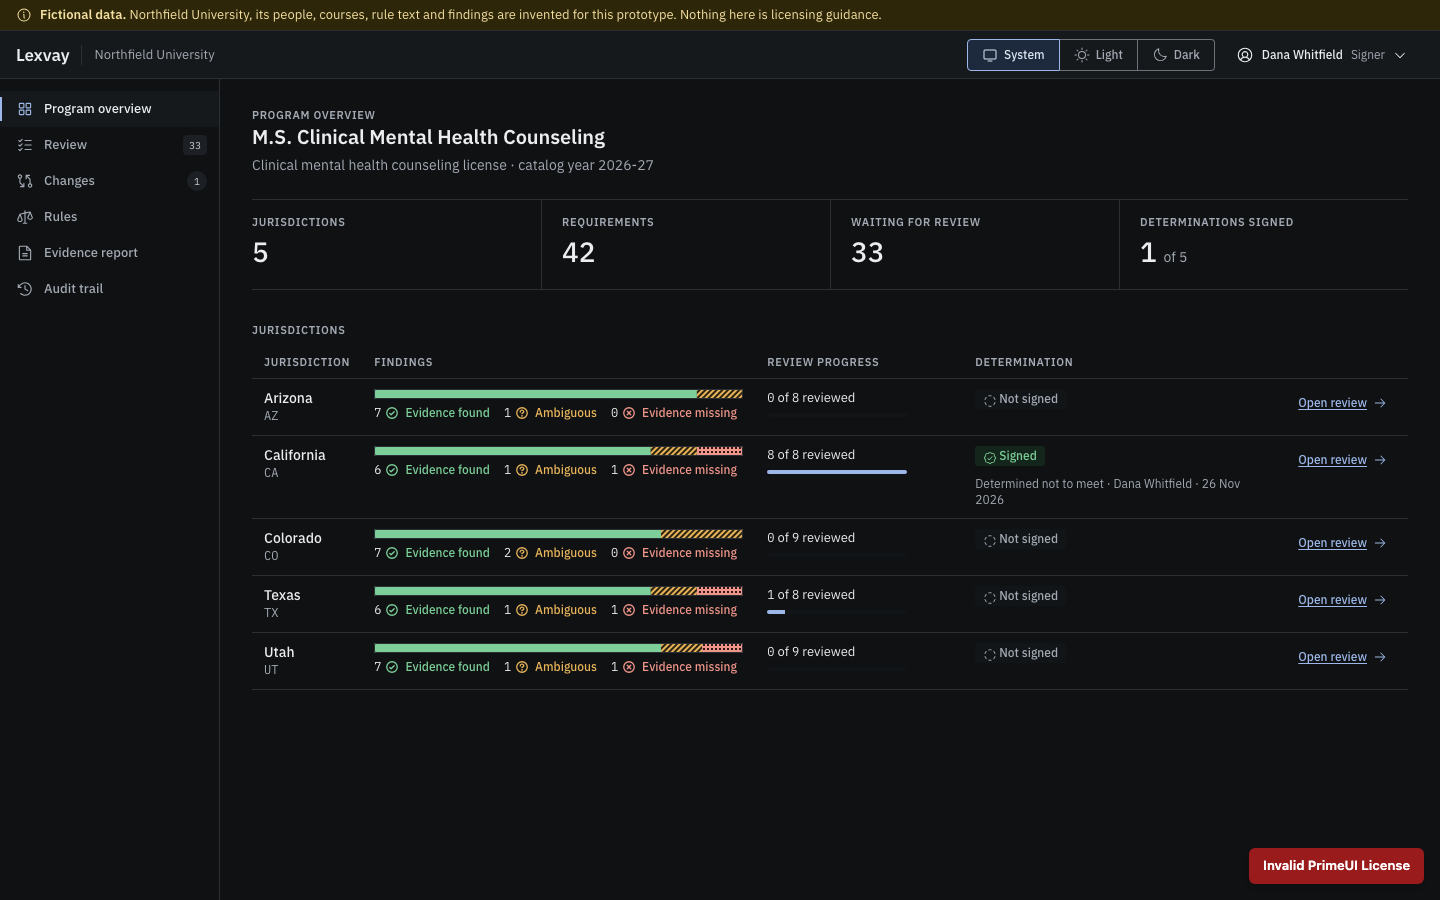 Fictional data. Northfield University, its people, courses, rule text and findings are invented for this prototype. Nothing here is licensing guidance.
Lexvay Northfield University System Light Dark Dana Whitfield Signer
Program overview
Review 33
Changes 1
Rules
Evidence report
Audit trail
PROGRAM OVERVIEW
M.S. Clinical Mental Health Counseling
Clinical mental health counseling license · catalog year 2026-27
JURISDICTIONS REQUIREMENTS WAITING FOR REVIEW DETERMINATIONS SIGNED
5 42 33 1 of 5
JURISDICTIONS
JURISDICTION FINDINGS REVIEW PROGRESS DETERMINATION
Arizona 0 of 8 reviewed Not signed Open review
AZ 7 Evidence found 1 Ambiguous 0 Evidence missing
California 8 of 8 reviewed Signed Open review
CA 6 Evidence found 1 Ambiguous 1 Evidence missing
Determined not to meet · Dana Whitfield · 26 Nov
2026
Colorado 0 of 9 reviewed Not signed Open review
CO 7 Evidence found 2 Ambiguous 0 Evidence missing
Texas 1 of 8 reviewed Not signed Open review
TX 6 Evidence found 1 Ambiguous 1 Evidence missing
Utah 0 of 9 reviewed Not signed Open review
UT 7 Evidence found 1 Ambiguous 1 Evidence missing
Invalid PrimeUI License